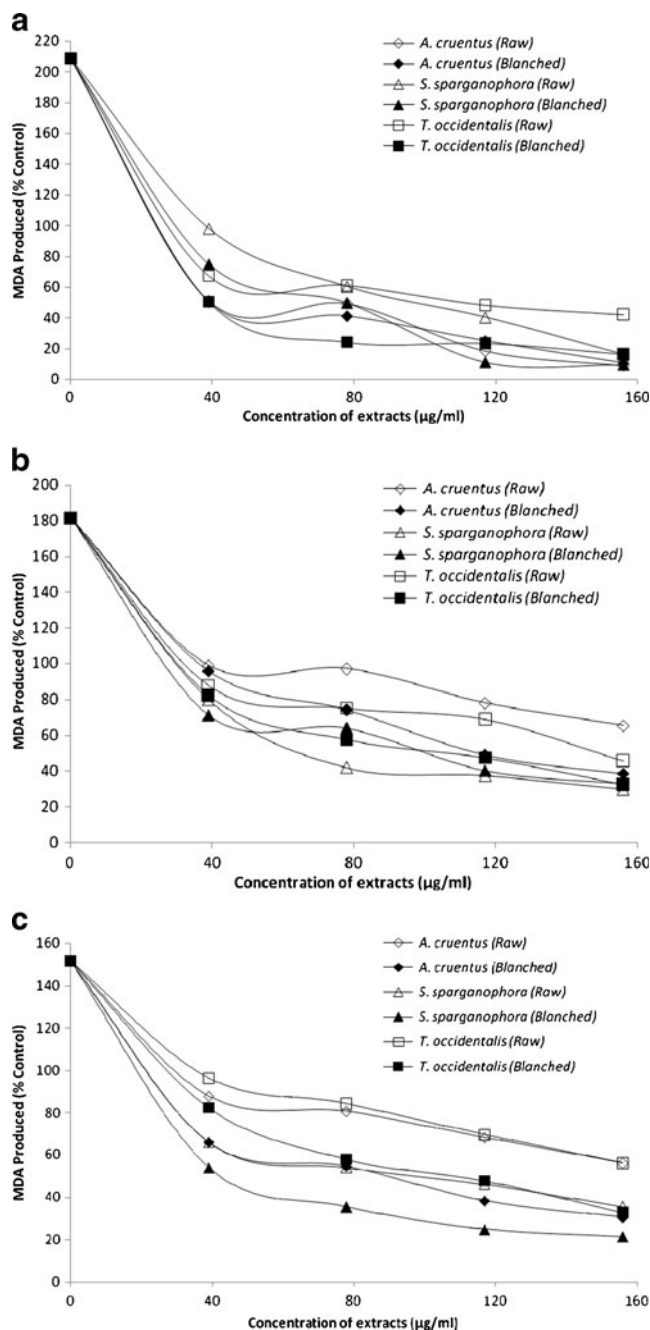 a
220
200
180
160
140
120
100
80
60
40
20
0
MDA Produced (% Control)
A. cruentus (Raw)
A. cruentus (Blanched)
S. sparganophora (Raw)
S. sparganophora (Blanched)
T. occidentalis (Raw)
T. occidentalis (Blanched)
0 40 80 120 160
Concentration of extracts (µg/ml)
b
200
180
160
140
120
100
80
60
40
20
0
MDA Produced (% Control)
A. cruentus (Raw)
A. cruentus (Blanched)
S. sparganophora (Raw)
S. sparganophora (Blanched)
T. occidentalis (Raw)
T. occidentalis (Blanched)
0 40 80 120 160
Concentration of extracts (µg/ml)
c
160
140
120
100
80
60
40
20
0
MDA Produced (% Control)
A. cruentus (Raw)
A. cruentus (Blanched)
S. sparganophora (Raw)
S. sparganophora (Blanched)
T. occidentalis (Raw)
T. occidentalis (Blanched)
0 40 80 120 160
Concentration of extracts (µg/ml)